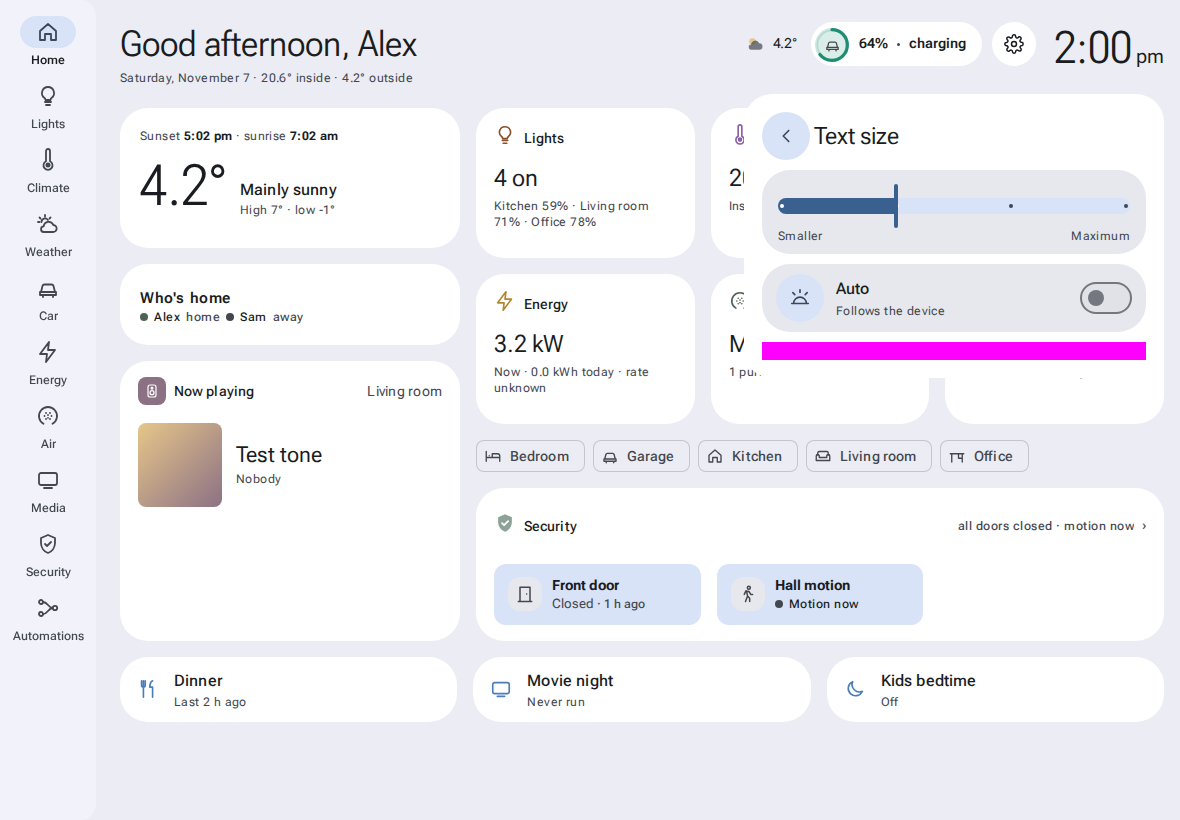 Home
Lights
Climate
Weather
Car
Energy
Air
Media
Security
Automations
Good afternoon, Alex
Saturday, November 7 · 20.6° inside · 4.2° outside
4.2°
64% · charging
2:00 pm
Sunset 5:02 pm · sunrise 7:02 am
4.2°
Mainly sunny
High 7° · low -1°
Who's home
Alex home Sam away
Now playing
Living room
Test tone
Nobody
Lights
4 on
Kitchen 59% · Living room
71% · Office 78%
Energy
3.2 kW
Now · 0.0 kWh today · rate
unknown
Text size
Smaller
Maximum
Auto
Follows the device
Bedroom
Garage
Kitchen
Living room
Office
Security
all doors closed · motion now ›
Front door
Closed · 1 h ago
Hall motion
Motion now
Dinner
Last 2 h ago
Movie night
Never run
Kids bedtime
Off